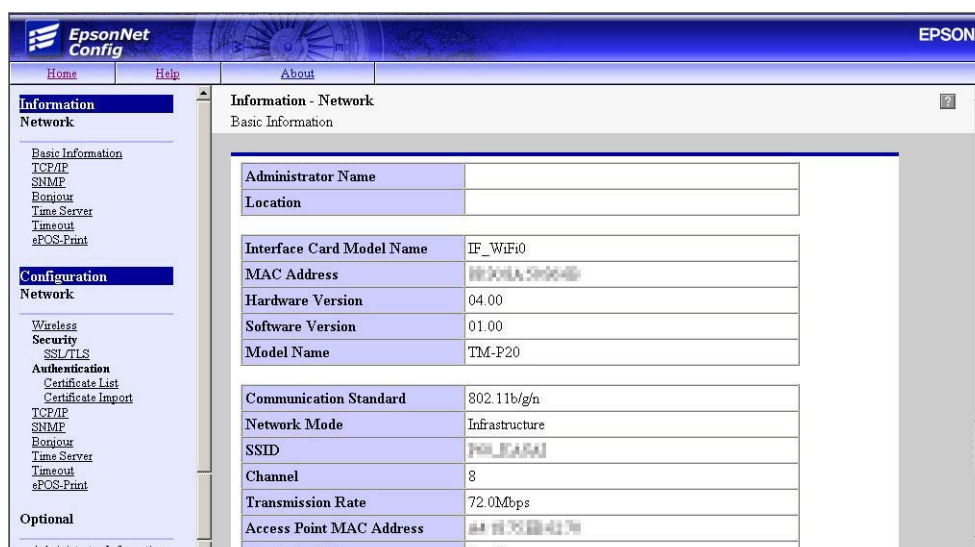 EpsonNet
Config
EPSON
Home Help About
Information
Network
Basic Information
TCP/IP
SNMP
Bonjour
Time Server
Timeout
ePOS-Print
Configuration
Network
Wireless
Security
SSL/TLS
Authentication
Certificate List
Certificate Import
TCP/IP
SNMP
Bonjour
Time Server
Timeout
ePOS-Print
Optional
Information - Network
?
Basic Information
Administrator Name
Location
Interface Card Model Name IF_WiFi0
MAC Address
Hardware Version 04.00
Software Version 01.00
Model Name TM-P20
Communication Standard 802.11b/g/n
Network Mode Infrastructure
SSID
Channel 8
Transmission Rate 72.0Mbps
Access Point MAC Address